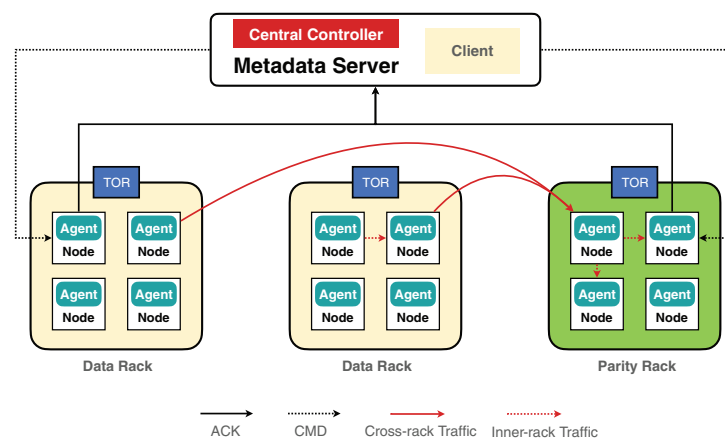 Central Controller
Metadata Server
Client
TOR
TOR
TOR
Agent
Node
Agent
Node
Agent
Node
Agent
Node
Agent
Node
Agent
Node
Agent
Node
Agent
Node
Agent
Node
Agent
Node
Agent
Node
Agent
Node
Data Rack
Data Rack
Parity Rack
ACK
CMD
Cross-rack Traffic
Inner-rack Traffic